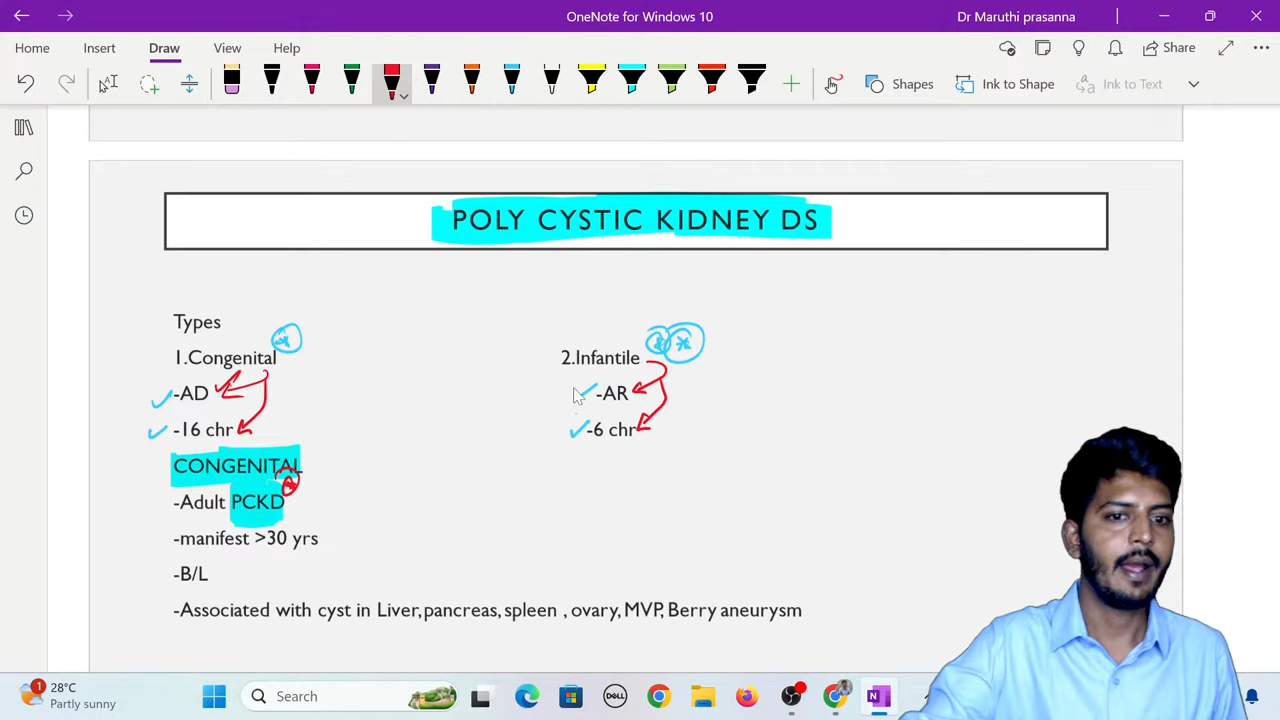 OneNote for Windows 10
Dr Maruthi prasanna
Home Insert Draw View Help
Share
Shapes
Ink to Shape
Ink to Text
POLY CYSTIC KIDNEY DS
Types
1.Congenital
2.Infantile
-AD
-AR
-16 chr
-6 chr
CONGENITAL
-Adult PCKD
-manifest >30 yrs
-B/L
-Associated with cyst in Liver,pancreas, spleen , ovary, MVP, Berry aneurysm
1
28°C
Partly sunny
Search
DELL